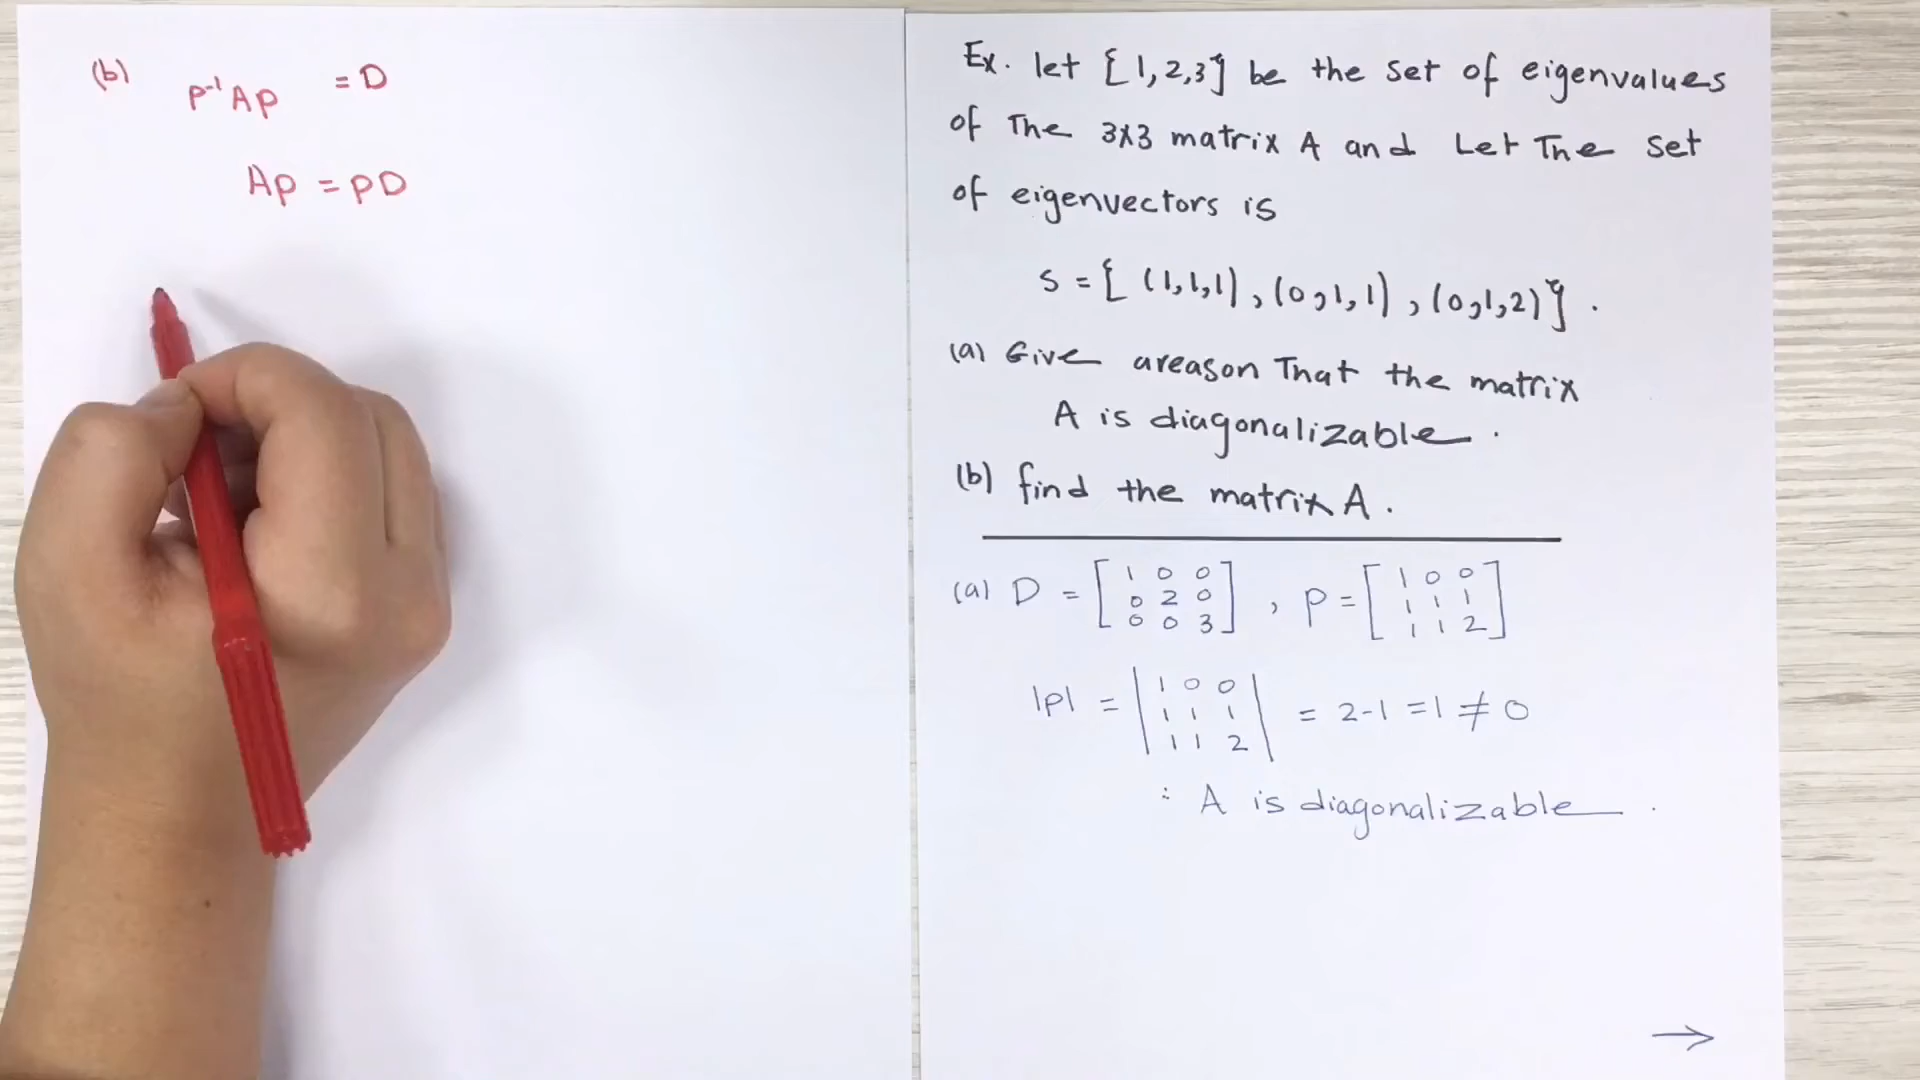 (b) P⁻¹AP = D
AP = PD
Ex. let {1,2,3} be the set of eigenvalues
of The 3x3 matrix A and Let The set
of eigenvectors is
S = { (1,1,1) , (0,1,1) , (0,1,2)} .
(a) Give areason That the matrix
A is diagonalizable .
(b) find the matrix A .
(a) D = [1 0 0; 0 2 0; 0 0 3] , P = [1 0 0; 1 1 1; 1 1 2]
|P| = |1 0 0; 1 1 1; 1 1 2| = 2-1 = 1 ≠ 0
: A is diagonalizable .
→